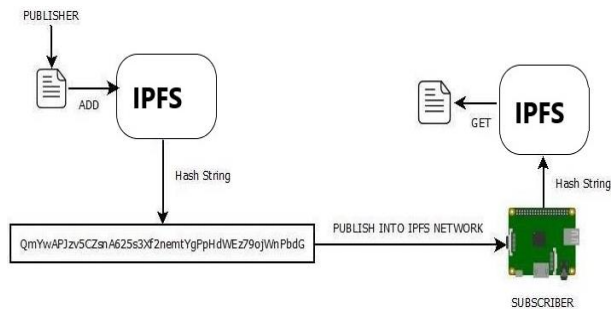 PUBLISHER
ADD
IPFS
Hash String
QmYwAPJzv5CZsnA625s3Xf2nemtYgPpHdWEz79ojWnPbdG
PUBLISH INTO IPFS NETWORK
SUBSCRIBER
Hash String
IPFS
GET